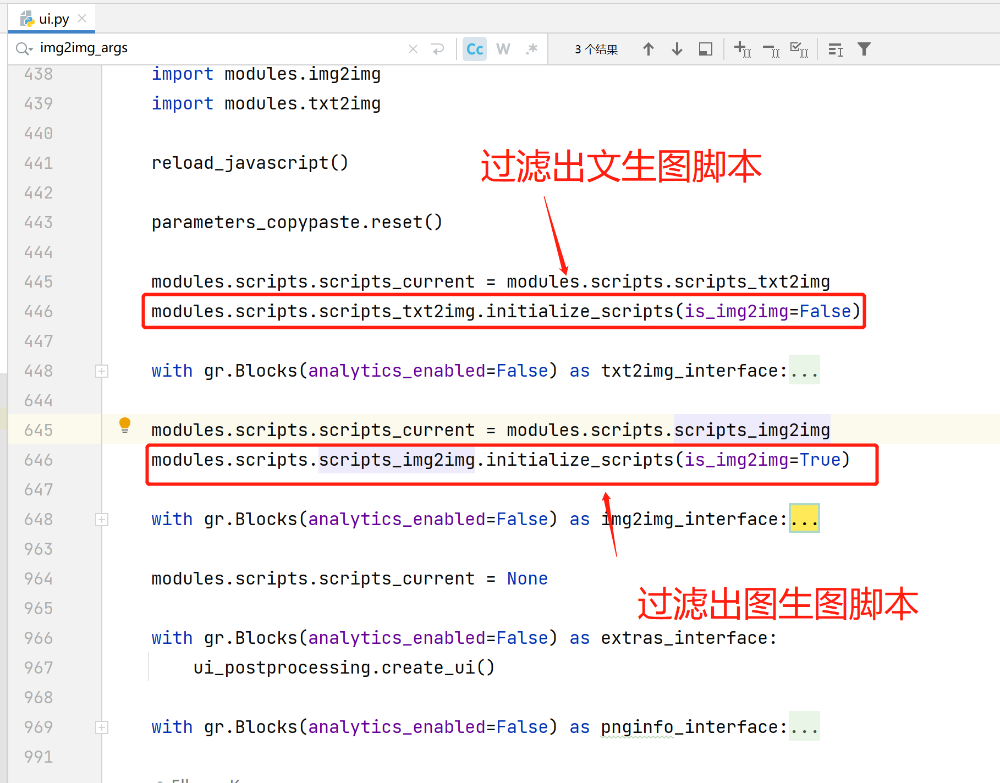 ui.py
img2img_args
Cc
W
.*
3 个结果
438 import modules.img2img
439 import modules.txt2img
440
441 reload_javascript()
过滤出文生图脚本
442
443 parameters_copypaste.reset()
444
445 modules.scripts.scripts_current = modules.scripts.scripts_txt2img
446 modules.scripts.scripts_txt2img.initialize_scripts(is_img2img=False)
447
448 with gr.Blocks(analytics_enabled=False) as txt2img_interface:...
644
645 modules.scripts.scripts_current = modules.scripts.scripts_img2img
646 modules.scripts.scripts_img2img.initialize_scripts(is_img2img=True)
647
648 with gr.Blocks(analytics_enabled=False) as img2img_interface:...
963
964 modules.scripts.scripts_current = None
过滤出图生图脚本
965
966 with gr.Blocks(analytics_enabled=False) as extras_interface:
967 ui_postprocessing.create_ui()
968
969 with gr.Blocks(analytics_enabled=False) as pnginfo_interface:...
991